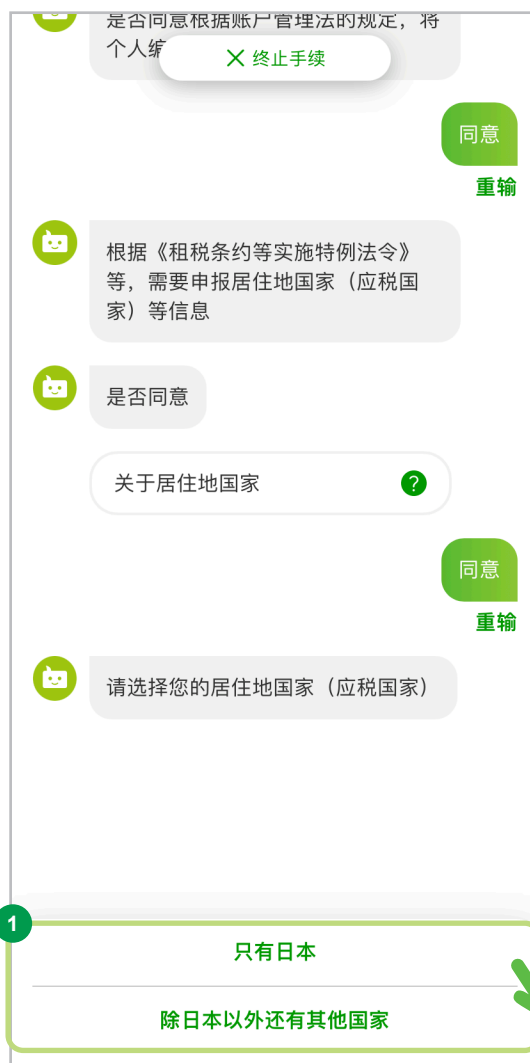 是否同意根据账户管理法的规定，将
个人编
终止手续
同意
重输
根据《租税条约等实施特例法令》
等，需要申报居住地国家（应税国
家）等信息
是否同意
关于居住地国家
?
同意
重输
请选择您的居住地国家（应税国家）
1
只有日本
除日本以外还有其他国家